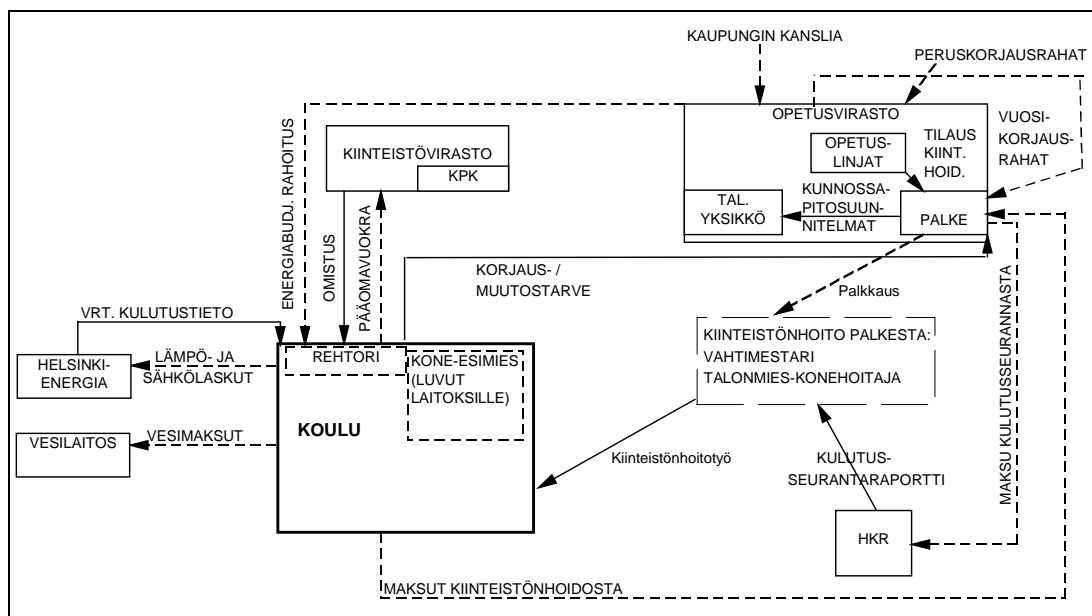 KAUPUNGIN KANSLIA
PERUSKORJAUSRAHAT
OPETUSVIRASTO
VUOSI-
KORJAUS-
RAHAT
OPETUS-
LINJAT
TILAUS
KIINT.
HOID.
KIINTEISTÖVIRASTO
KPK
TAL.
YKSIKKÖ
KUNNOSSA-
PITOSUUN-
NITELMAT
PALKE
ENERGIABUDJ. RAHOITUS
OMISTUS
PÄÄOMAVUOKRA
KORJAUS- /
MUUTOSTARVE
Palkkaus
MAKSU KULUTUSSEURANNASTA
VRT. KULUTUSTIETO
HELSINKI-
ENERGIA
LÄMPÖ- JA
SÄHKÖLASKUT
REHTORI
KONE-ESIMIES
(LUVUT
LAITOKSILLE)
KIINTEISTÖNHOITO PALKESTA:
VAHTIMESTARI
TALONMIES-KONEHOITAJA
KOULU
VESILAITOS
VESIMAKSUT
Kiinteistönhoitotyö
KULUTUS-
SEURANTARAPORTTI
HKR
MAKSUT KIINTEISTÖNHOIDOSTA